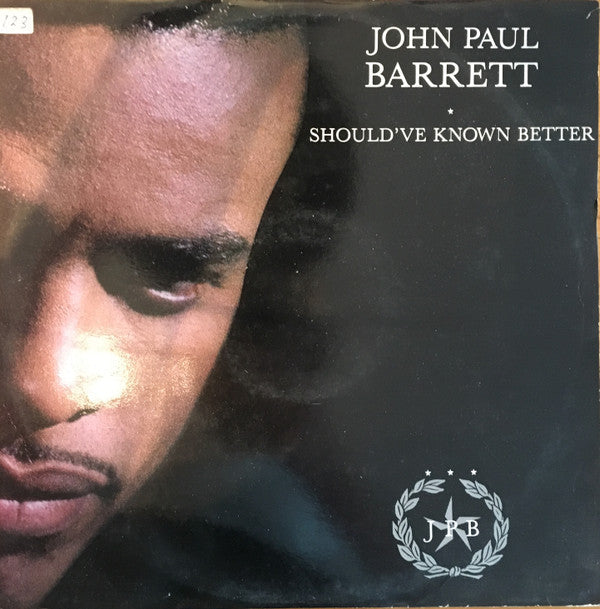 123
JOHN PAUL
BARRETT
SHOULD'VE KNOWN BETTER
JPB